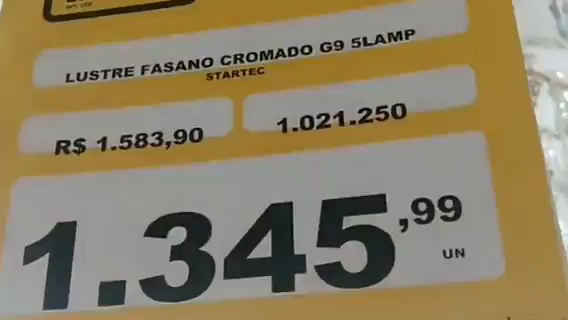 LUSTRE FASANO CROMADO G9 5LAMP
STARTEC
R$ 1.583,90
1.021.250
1.345,99
UN